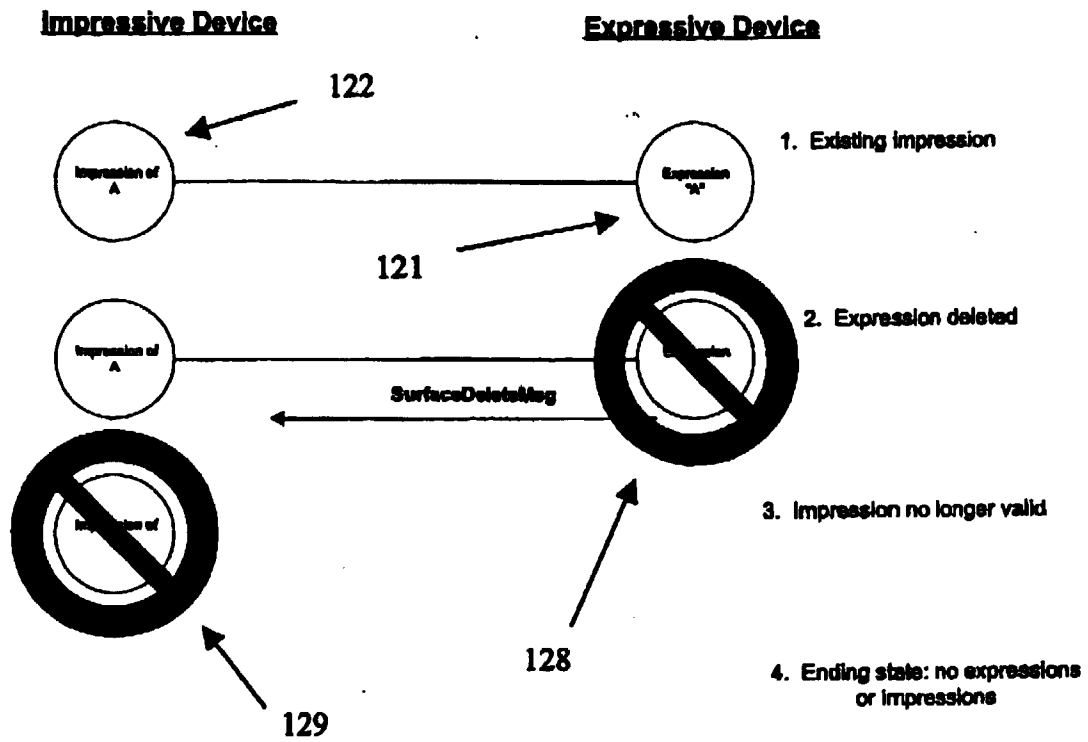 Impressive Device
Expressive Device
122
Impression of
A
Expression
"A"
1. Existing impression
121
Impression of
A
2. Expression deleted
SurfaceDeleteMsg
3. Impression no longer valid
128
129
4. Ending state: no expressions
or impressions